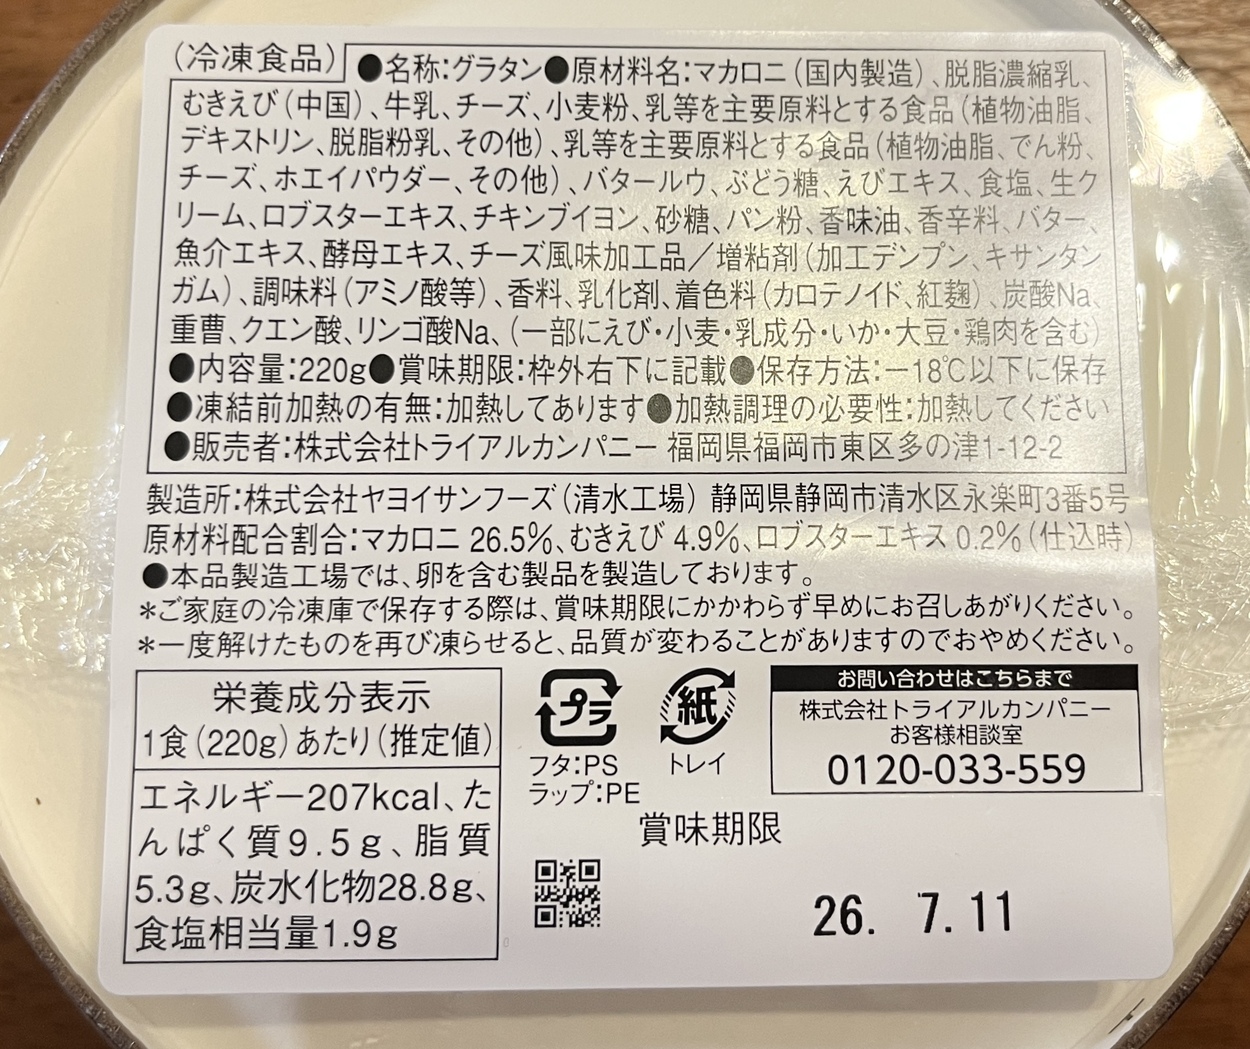 (冷凍食品)
●名称:グラタン●原材料名:マカロニ(国内製造)、脱脂濃縮乳、
むきえび(中国)、牛乳、チーズ、小麦粉、乳等を主要原料とする食品(植物油脂、
デキストリン、脱脂粉乳、その他)、乳等を主要原料とする食品(植物油脂、でん粉、
チーズ、ホエイパウダー、その他)、バタールウ、ぶどう糖、えびエキス、食塩、生ク
リーム、ロブスターエキス、チキンブイヨン、砂糖、パン粉、香味油、香辛料、バター、
魚介エキス、酵母エキス、チーズ風味加工品/増粘剤(加工デンプン、キサンタン
ガム)、調味料(アミノ酸等)、香料、乳化剤、着色料(カロテノイド、紅麹)、炭酸Na、
重曹、クエン酸、リンゴ酸Na、(一部にえび・小麦・乳成分・いか・大豆・鶏肉を含む)
●内容量:220g●賞味期限:枠外右下に記載●保存方法:-18℃以下に保存
●凍結前加熱の有無:加熱してあります●加熱調理の必要性:加熱してください
●販売者:株式会社トライアルカンパニー 福岡県福岡市東区多の津1-12-2
製造所:株式会社ヤヨイサンフーズ(清水工場) 静岡県静岡市清水区永楽町3番5号
原材料配合割合:マカロニ 26.5%、むきえび 4.9%、ロブスターエキス 0.2%(仕込時)
●本品製造工場では、卵を含む製品を製造しております。
*ご家庭の冷凍庫で保存する際は、賞味期限にかかわらず早めにお召しあがりください。
*一度解けたものを再び凍らせると、品質が変わることがありますのでおやめください。
栄養成分表示
1食(220g)あたり(推定値)
エネルギー207kcal、た
んぱく質9.5g、脂質
5.3g、炭水化物28.8g、
食塩相当量1.9g
プラ
フタ:PS
ラップ:PE
紙
トレイ
お問い合わせはこちらまで
株式会社トライアルカンパニー
お客様相談室
0120-033-559
賞味期限
26. 7.11